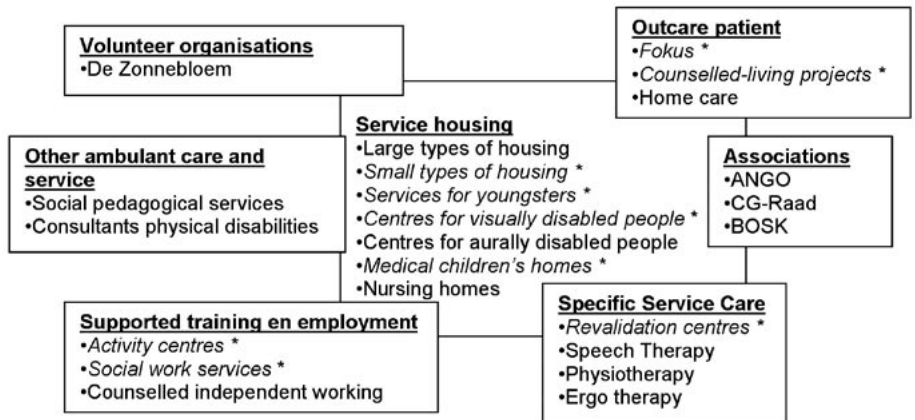 Volunteer organisations
•De Zonnebloem
Outcare patient
•Fokus *
•Counselled-living projects *
•Home care
Other ambulant care and
service
•Social pedagogical services
•Consultants physical disabilities
Service housing
•Large types of housing
•Small types of housing *
•Services for youngsters *
•Centres for visually disabled people *
•Centres for aurally disabled people
•Medical children's homes *
•Nursing homes
Associations
•ANGO
•CG-Raad
•BOSK
Supported training en employment
•Activity centres *
•Social work services *
•Counselled independent working
Specific Service Care
•Revalidation centres *
•Speech Therapy
•Physiotherapy
•Ergo therapy